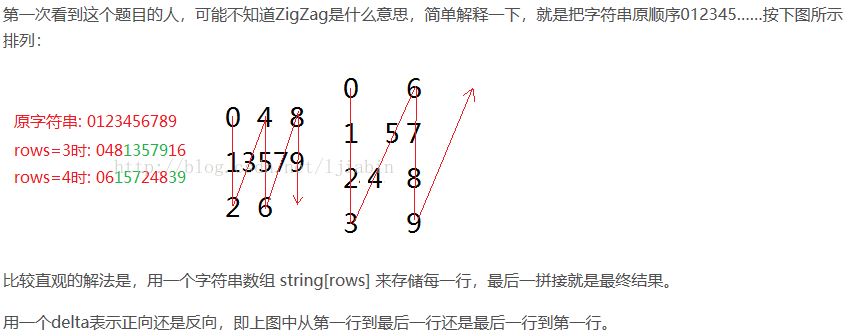 第一次看到这个题目的人，可能不知道ZigZag是什么意思，简单解释一下，就是把字符串原顺序012345……按下图所示
排列：
原字符串: 0123456789
rows=3时: 0481357916
rows=4时: 0615724839
0 4 8
13579
2 6
0 6
1 5 7
2 4 8
3 9
比较直观的解法是，用一个字符串数组 string[rows] 来存储每一行，最后一拼接就是最终结果。
用一个delta表示正向还是反向，即上图中从第一行到最后一行还是最后一行到第一行。